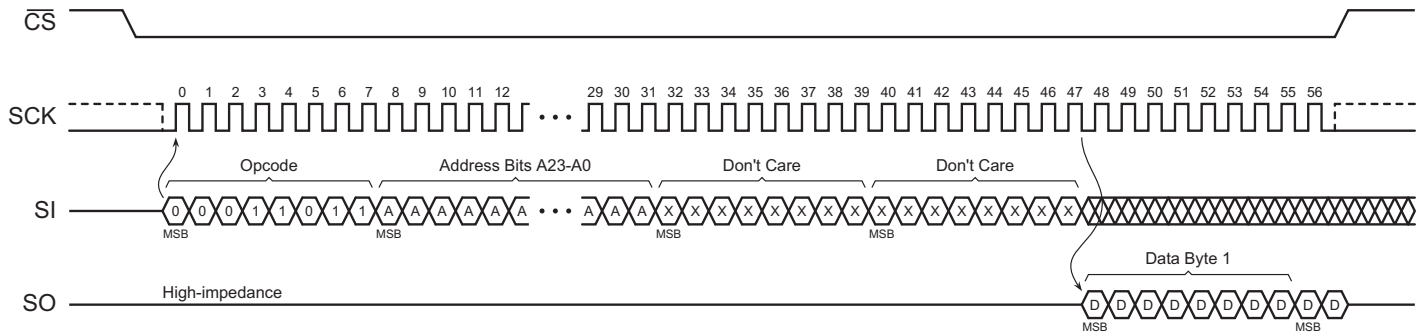 CS
0 1 2 3 4 5 6 7 8 9 10 11 12 29 30 31 32 33 34 35 36 37 38 39 40 41 42 43 44 45 46 47 48 49 50 51 52 53 54 55 56
SCK
Opcode Address Bits A23-A0 Don't Care Don't Care
SI 0 0 0 1 1 0 1 1 A A A A A A A A A X X X X X X X X X X X X X X X X
MSB MSB MSB MSB
Data Byte 1
High-impedance
SO D D D D D D D D D D
MSB MSB